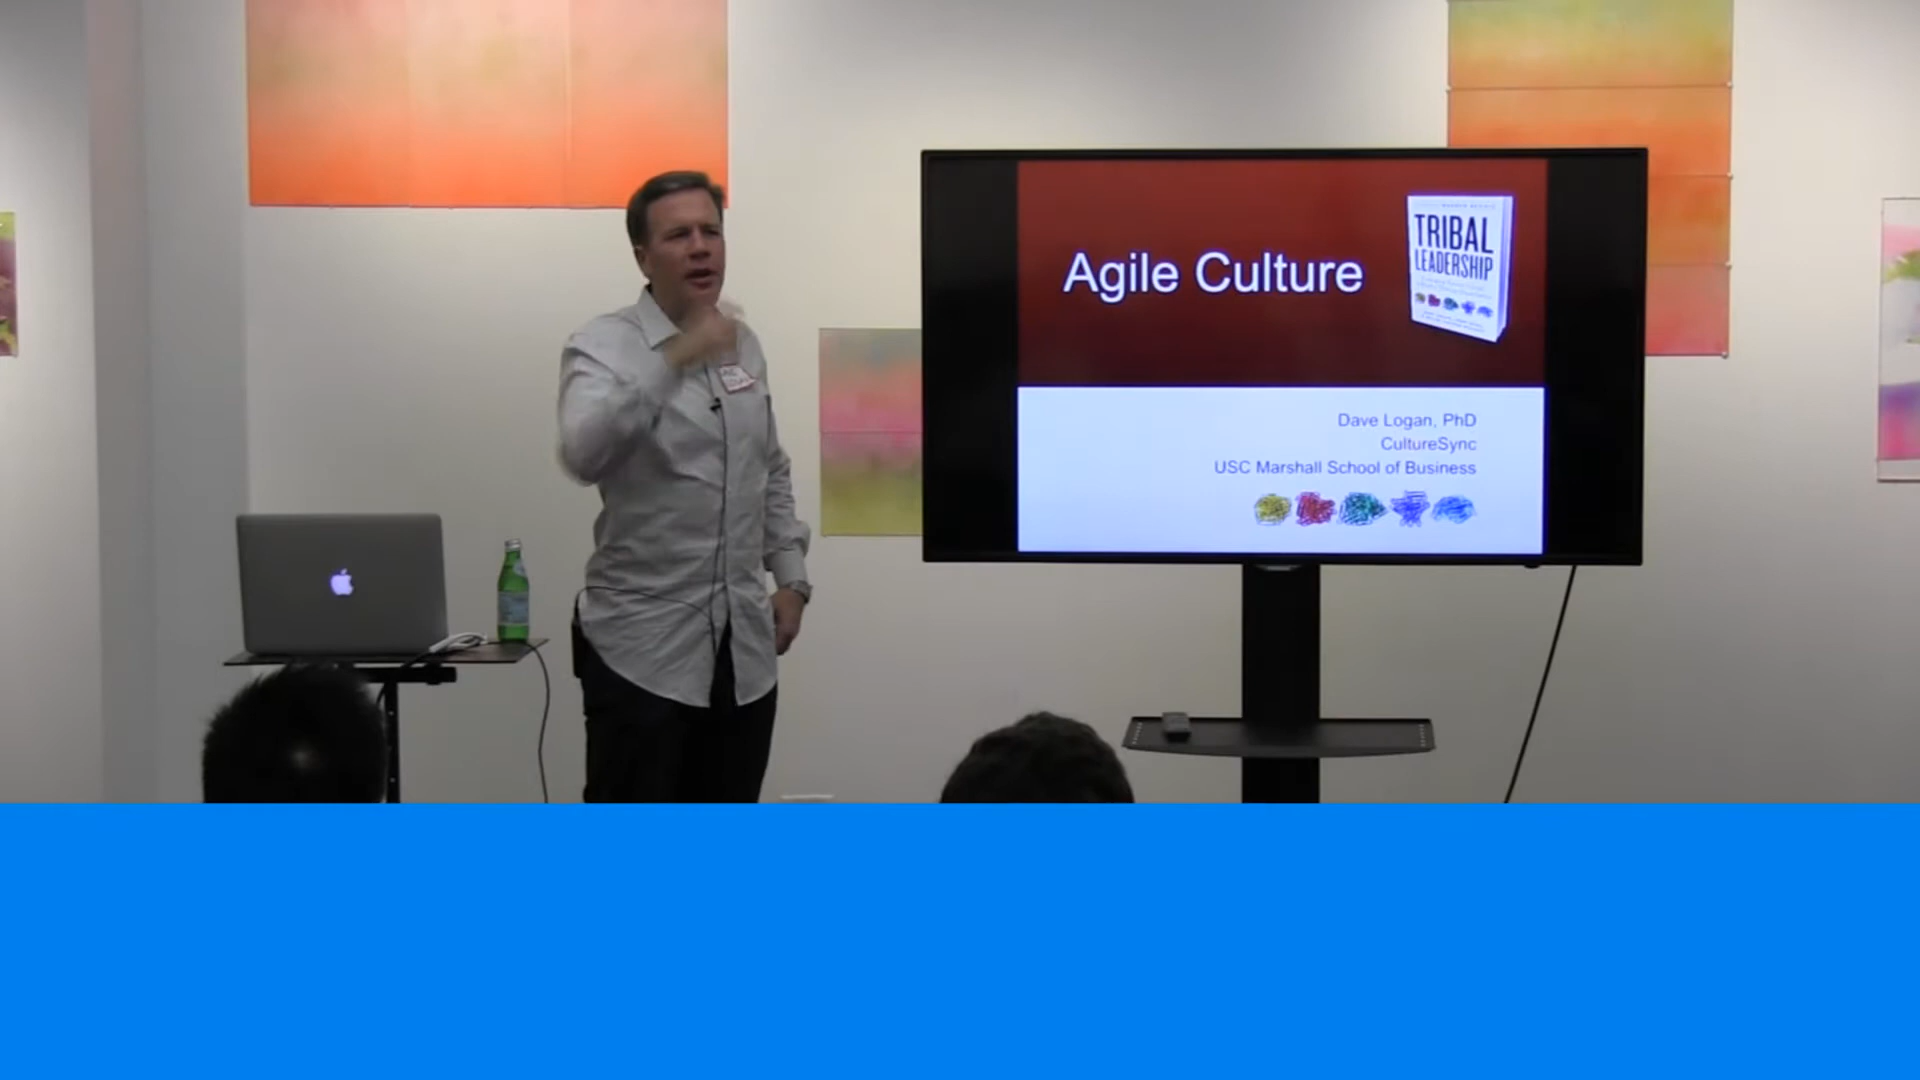 Agile Culture
TRIBAL
LEADERSHIP
Dave Logan, PhD
CultureSync
USC Marshall School of Business